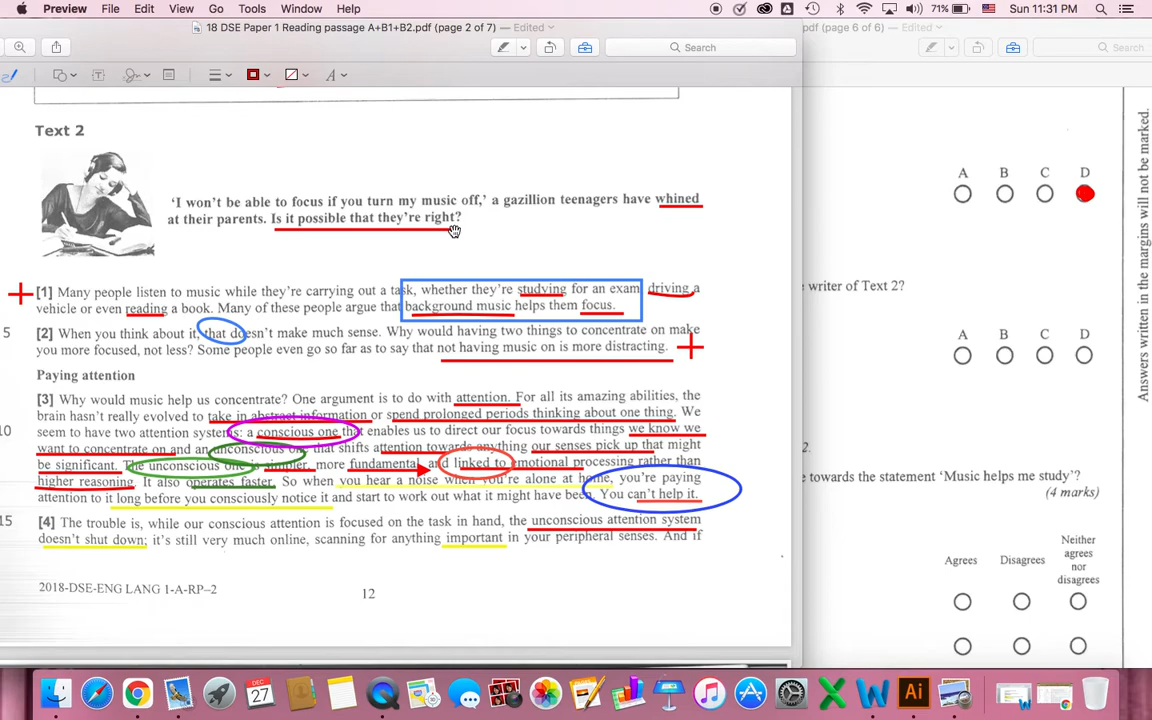 Preview File Edit View Go Tools Window Help 71% Sun 11:31 PM
18 DSE Paper 1 Reading passage A+B1+B2.pdf (page 2 of 7) — Edited
pdf (page 6 of 6) — Edited
Search
Search
Text 2
'I won't be able to focus if you turn my music off,' a gazillion teenagers have whined
at their parents. Is it possible that they're right?
[1] Many people listen to music while they're carrying out a task, whether they're studying for an exam, driving a
vehicle or even reading a book. Many of these people argue that background music helps them focus.
5 [2] When you think about it, that doesn't make much sense. Why would having two things to concentrate on make
you more focused, not less? Some people even go so far as to say that not having music on is more distracting.
Paying attention
[3] Why would music help us concentrate? One argument is to do with attention. For all its amazing abilities, the
brain hasn't really evolved to take in abstract information or spend prolonged periods thinking about one thing. We
10 seem to have two attention systems: a conscious one that enables us to direct our focus towards things we know we
want to concentrate on and an unconscious one that shifts attention towards anything our senses pick up that might
be significant. The unconscious one is simpler, more fundamental, and linked to emotional processing rather than
higher reasoning. It also operates faster. So when you hear a noise when you're alone at home, you're paying
attention to it long before you consciously notice it and start to work out what it might have been. You can't help it.
15 [4] The trouble is, while our conscious attention is focused on the task in hand, the unconscious attention system
doesn't shut down; it's still very much online, scanning for anything important in your peripheral senses. And if
2018-DSE-ENG LANG 1-A-RP–2
12
A B C D
writer of Text 2?
A B C D
2.
towards the statement 'Music helps me study'?
(4 marks)
Agrees Disagrees Neither
agrees
nor
disagrees
Answers written in the margins will not be marked.
DEC
27
Ai